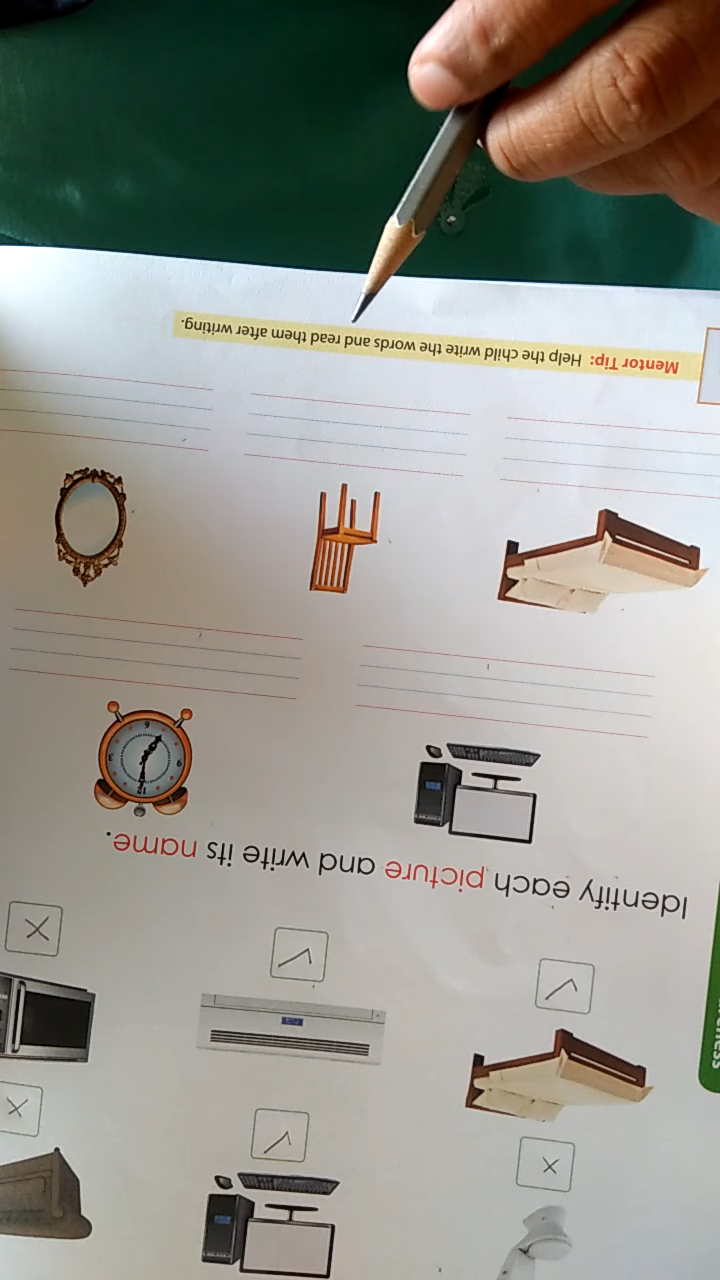 Identify each picture and write its name.
Mentor Tip: Help the child write the words and read them after writing.